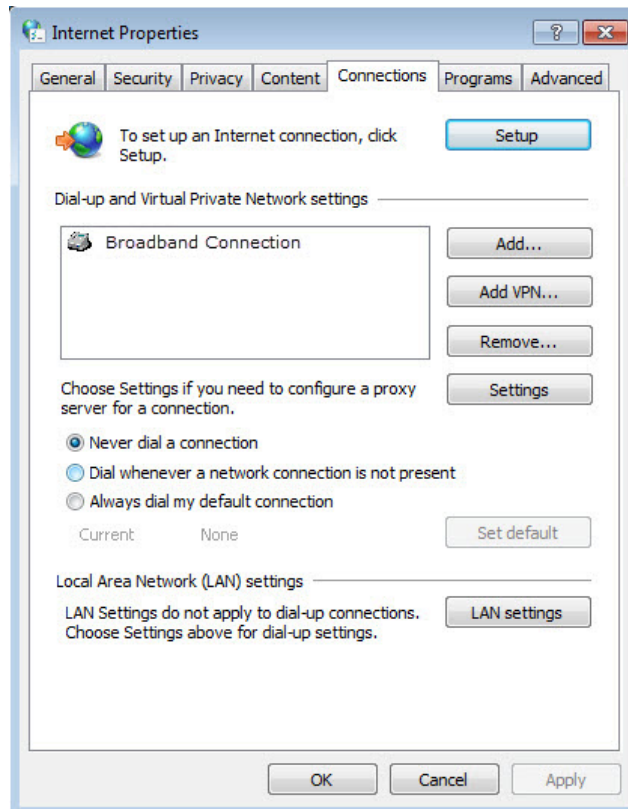 Internet Properties
General Security Privacy Content Connections Programs Advanced
To set up an Internet connection, click
Setup.
Setup
Dial-up and Virtual Private Network settings
Broadband Connection
Add...
Add VPN...
Remove...
Choose Settings if you need to configure a proxy
server for a connection.
Settings
Never dial a connection
Dial whenever a network connection is not present
Always dial my default connection
Current None
Set default
Local Area Network (LAN) settings
LAN Settings do not apply to dial-up connections.
Choose Settings above for dial-up settings.
LAN settings
OK Cancel Apply